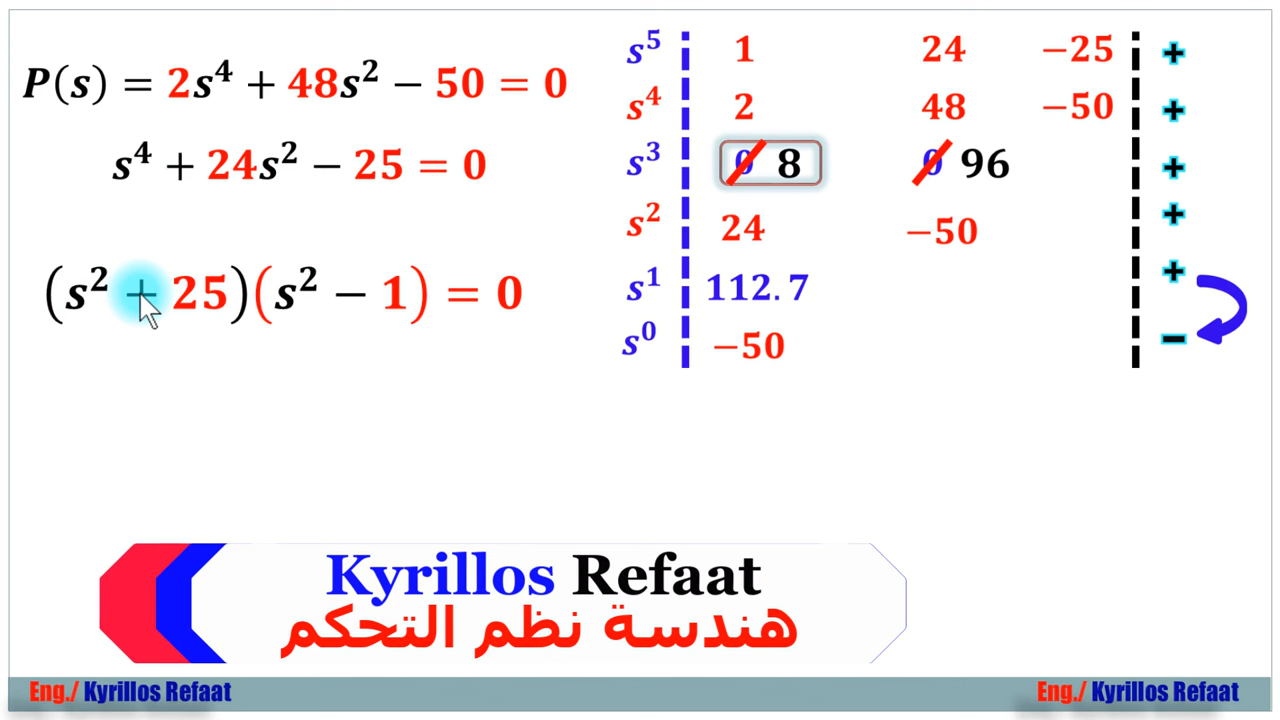 P(s) = 2s⁴ + 48s² − 50 = 0
s⁴ + 24s² − 25 = 0
(s² + 25)(s² − 1) = 0
s⁵ 1 24 −25 +
s⁴ 2 48 −50 +
s³ 0 8 0 96 +
s² 24 −50 +
s¹ 112.7 +
s⁰ −50 −
Kyrillos Refaat
هندسة نظم التحكم
Eng./ Kyrillos Refaat
Eng./ Kyrillos Refaat